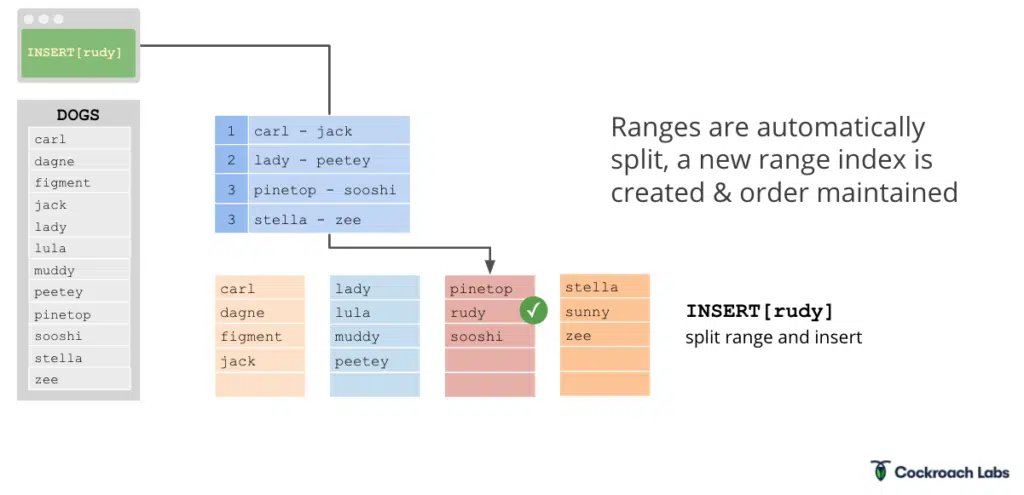 INSERT[rudy]
DOGS
carl
dagne
figment
jack
lady
lula
muddy
peetey
pinetop
sooshi
stella
zee
1 carl - jack
2 lady - peetey
3 pinetop - sooshi
3 stella - zee
Ranges are automatically
split, a new range index is
created & order maintained
carl
dagne
figment
jack
lady
lula
muddy
peetey
pinetop
rudy
sooshi
stella
sunny
zee
INSERT[rudy]
split range and insert
Cockroach Labs